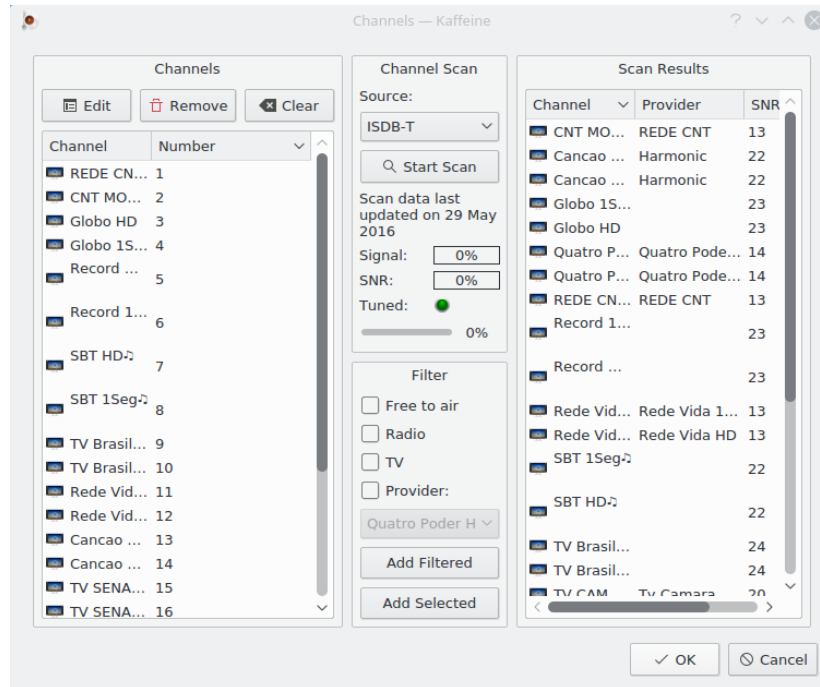 Channels — Kaffeine
Channels
Edit Remove Clear
Channel Number
REDE CN... 1
CNT MO... 2
Globo HD 3
Globo 1S... 4
Record ... 5
Record 1... 6
SBT HD♫ 7
SBT 1Seg♫ 8
TV Brasil... 9
TV Brasil... 10
Rede Vid... 11
Rede Vid... 12
Cancao ... 13
Cancao ... 14
TV SENA... 15
TV SENA... 16
Channel Scan
Source:
ISDB-T
Start Scan
Scan data last
updated on 29 May
2016
Signal: 0%
SNR: 0%
Tuned:
0%
Filter
Free to air
Radio
TV
Provider:
Quatro Poder H
Add Filtered
Add Selected
Scan Results
Channel Provider SNR
CNT MO... REDE CNT 13
Cancao ... Harmonic 22
Cancao ... Harmonic 22
Globo 1S... 23
Globo HD 23
Quatro P... Quatro Pode... 14
Quatro P... Quatro Pode... 14
REDE CN... REDE CNT 13
Record 1... 23
Record ... 23
Rede Vid... Rede Vida 1... 13
Rede Vid... Rede Vida HD 13
SBT 1Seg♫ 22
SBT HD♫ 22
TV Brasil... 24
TV Brasil... 24
TV CAM... Tv Camara 20
OK Cancel